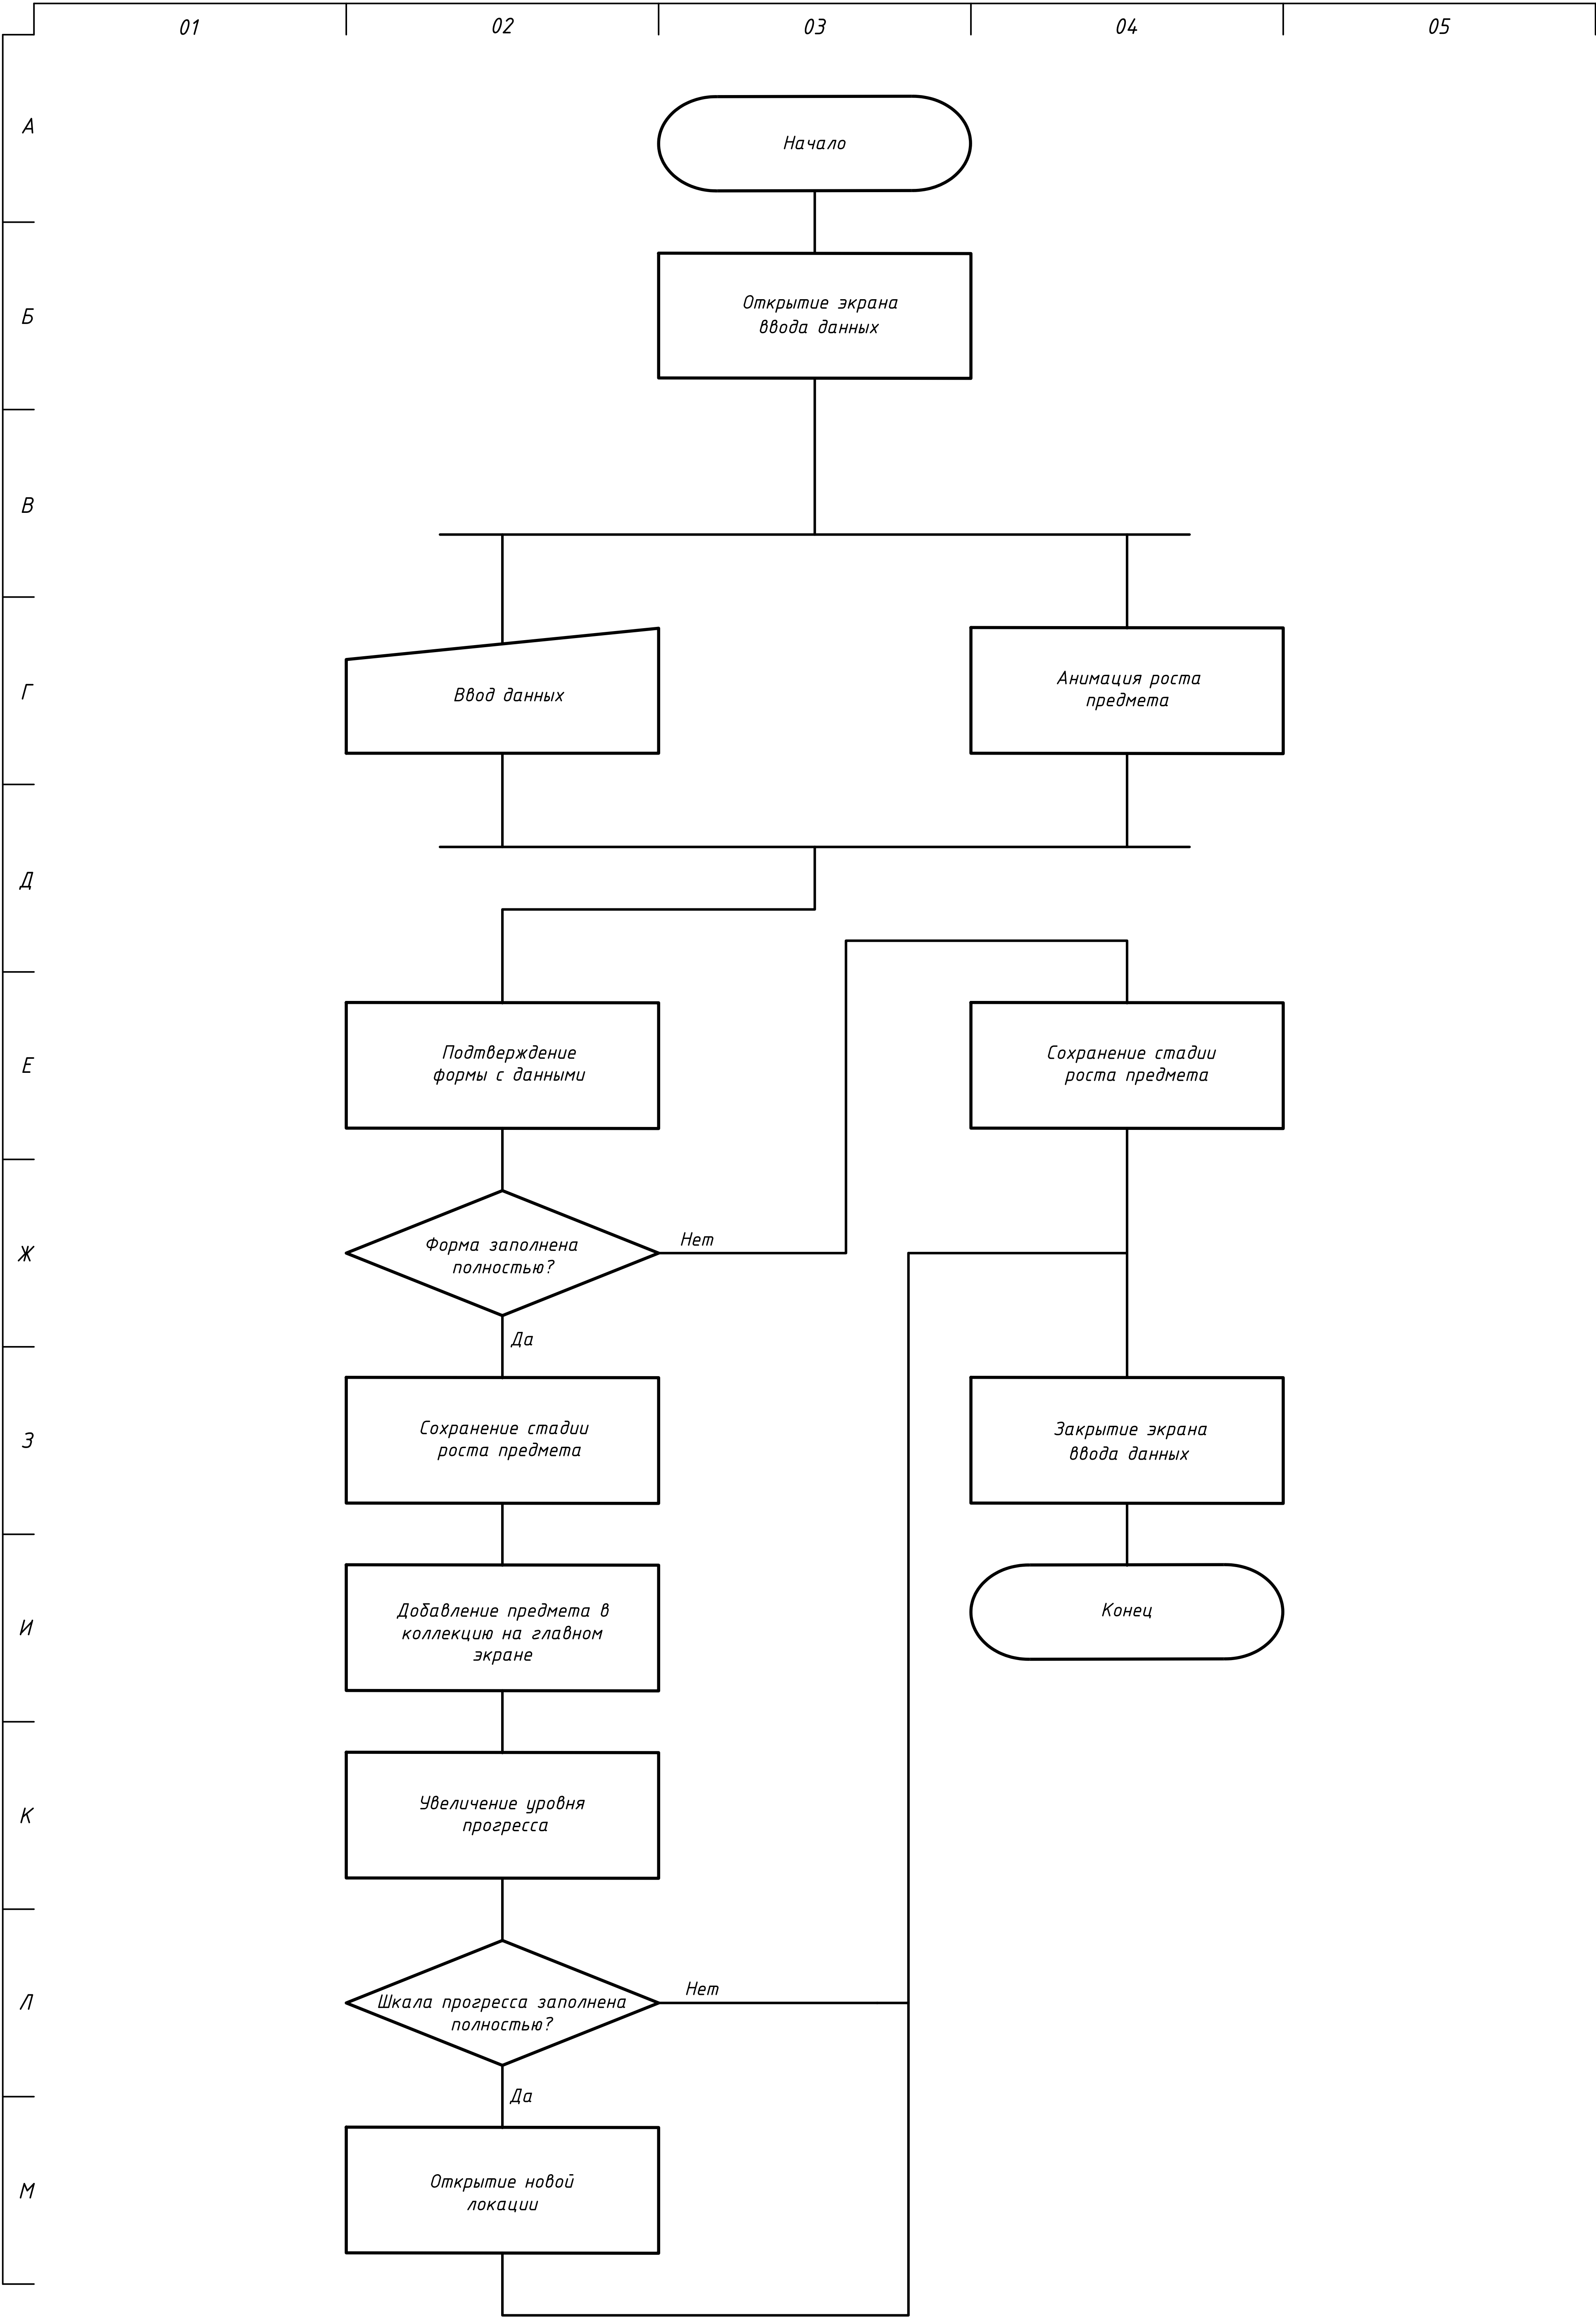 01
02
03
04
05
А
Начало
Б
Открытие экрана
ввода данных
В
Г
Ввод данных
Анимация роста
предмета
Д
Е
Подтверждение
формы с данными
Сохранение стадии
роста предмета
Ж
Форма заполнена
полностью?
Нет
Да
З
Сохранение стадии
роста предмета
Закрытие экрана
ввода данных
И
Добавление предмета в
коллекцию на главном
экране
Конец
К
Увеличение уровня
прогресса
Л
Шкала прогресса заполнена
полностью?
Нет
Да
М
Открытие новой
локации